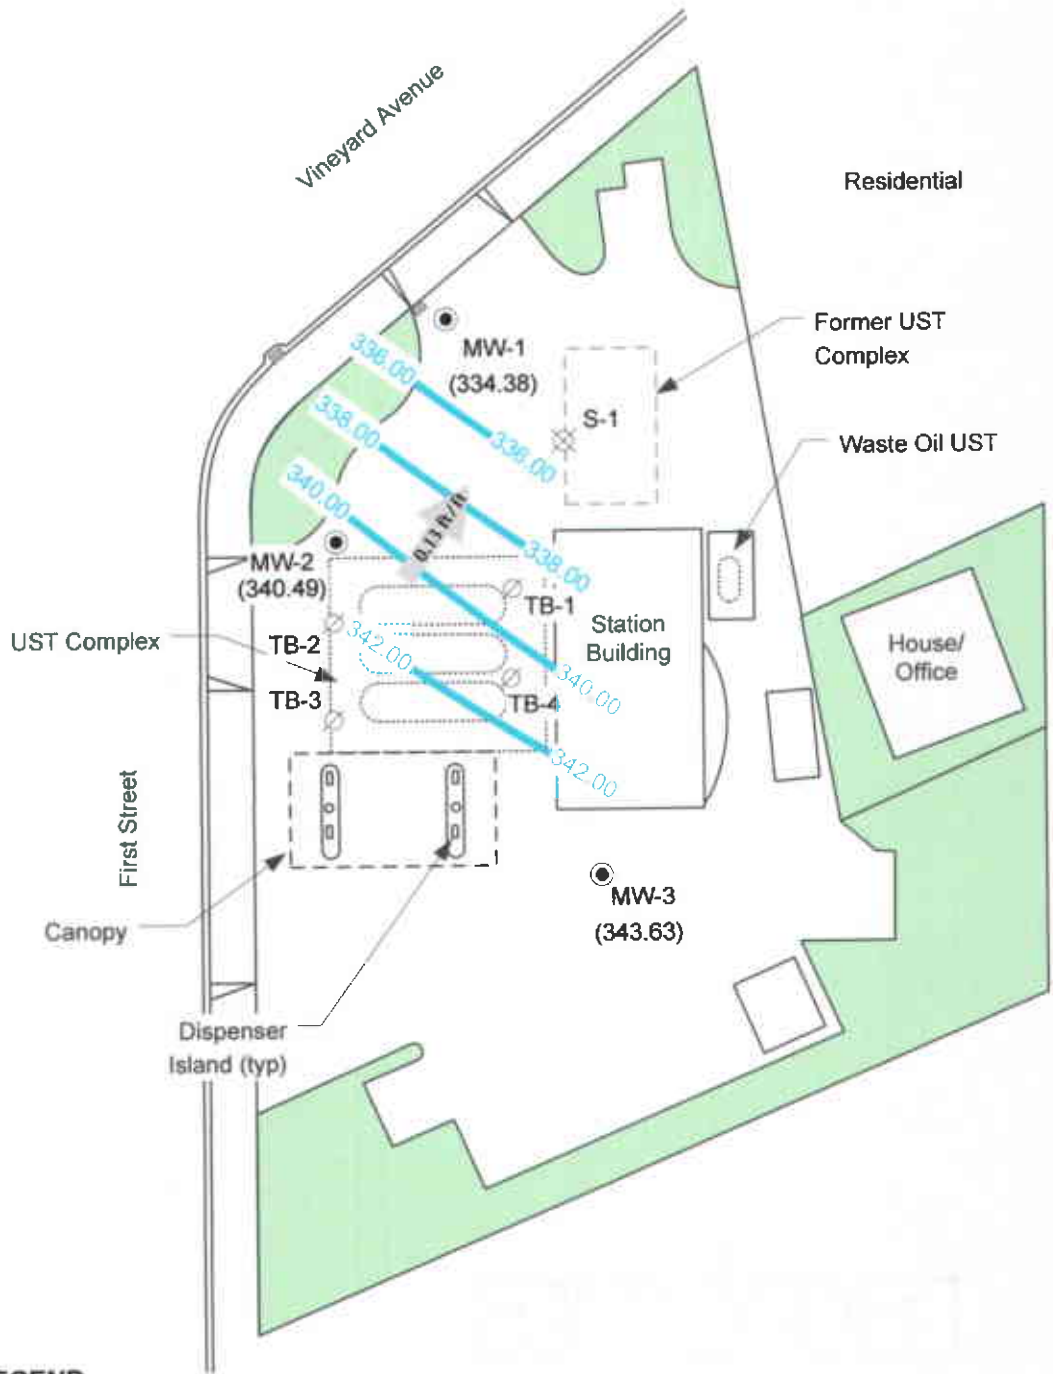 Vineyard Avenue
Residential
Former UST
Complex
MW-1
(334.38)
336.00
336.00
S-1
338.00
Waste Oil UST
340.00
0.13 ft/ft
338.00
MW-2
(340.49)
TB-1
UST Complex
TB-2
342.00
Station
Building
House/
Office
TB-3
TB-4
340.00
342.00
First Street
MW-3
(343.63)
Canopy
Dispenser
Island (typ)